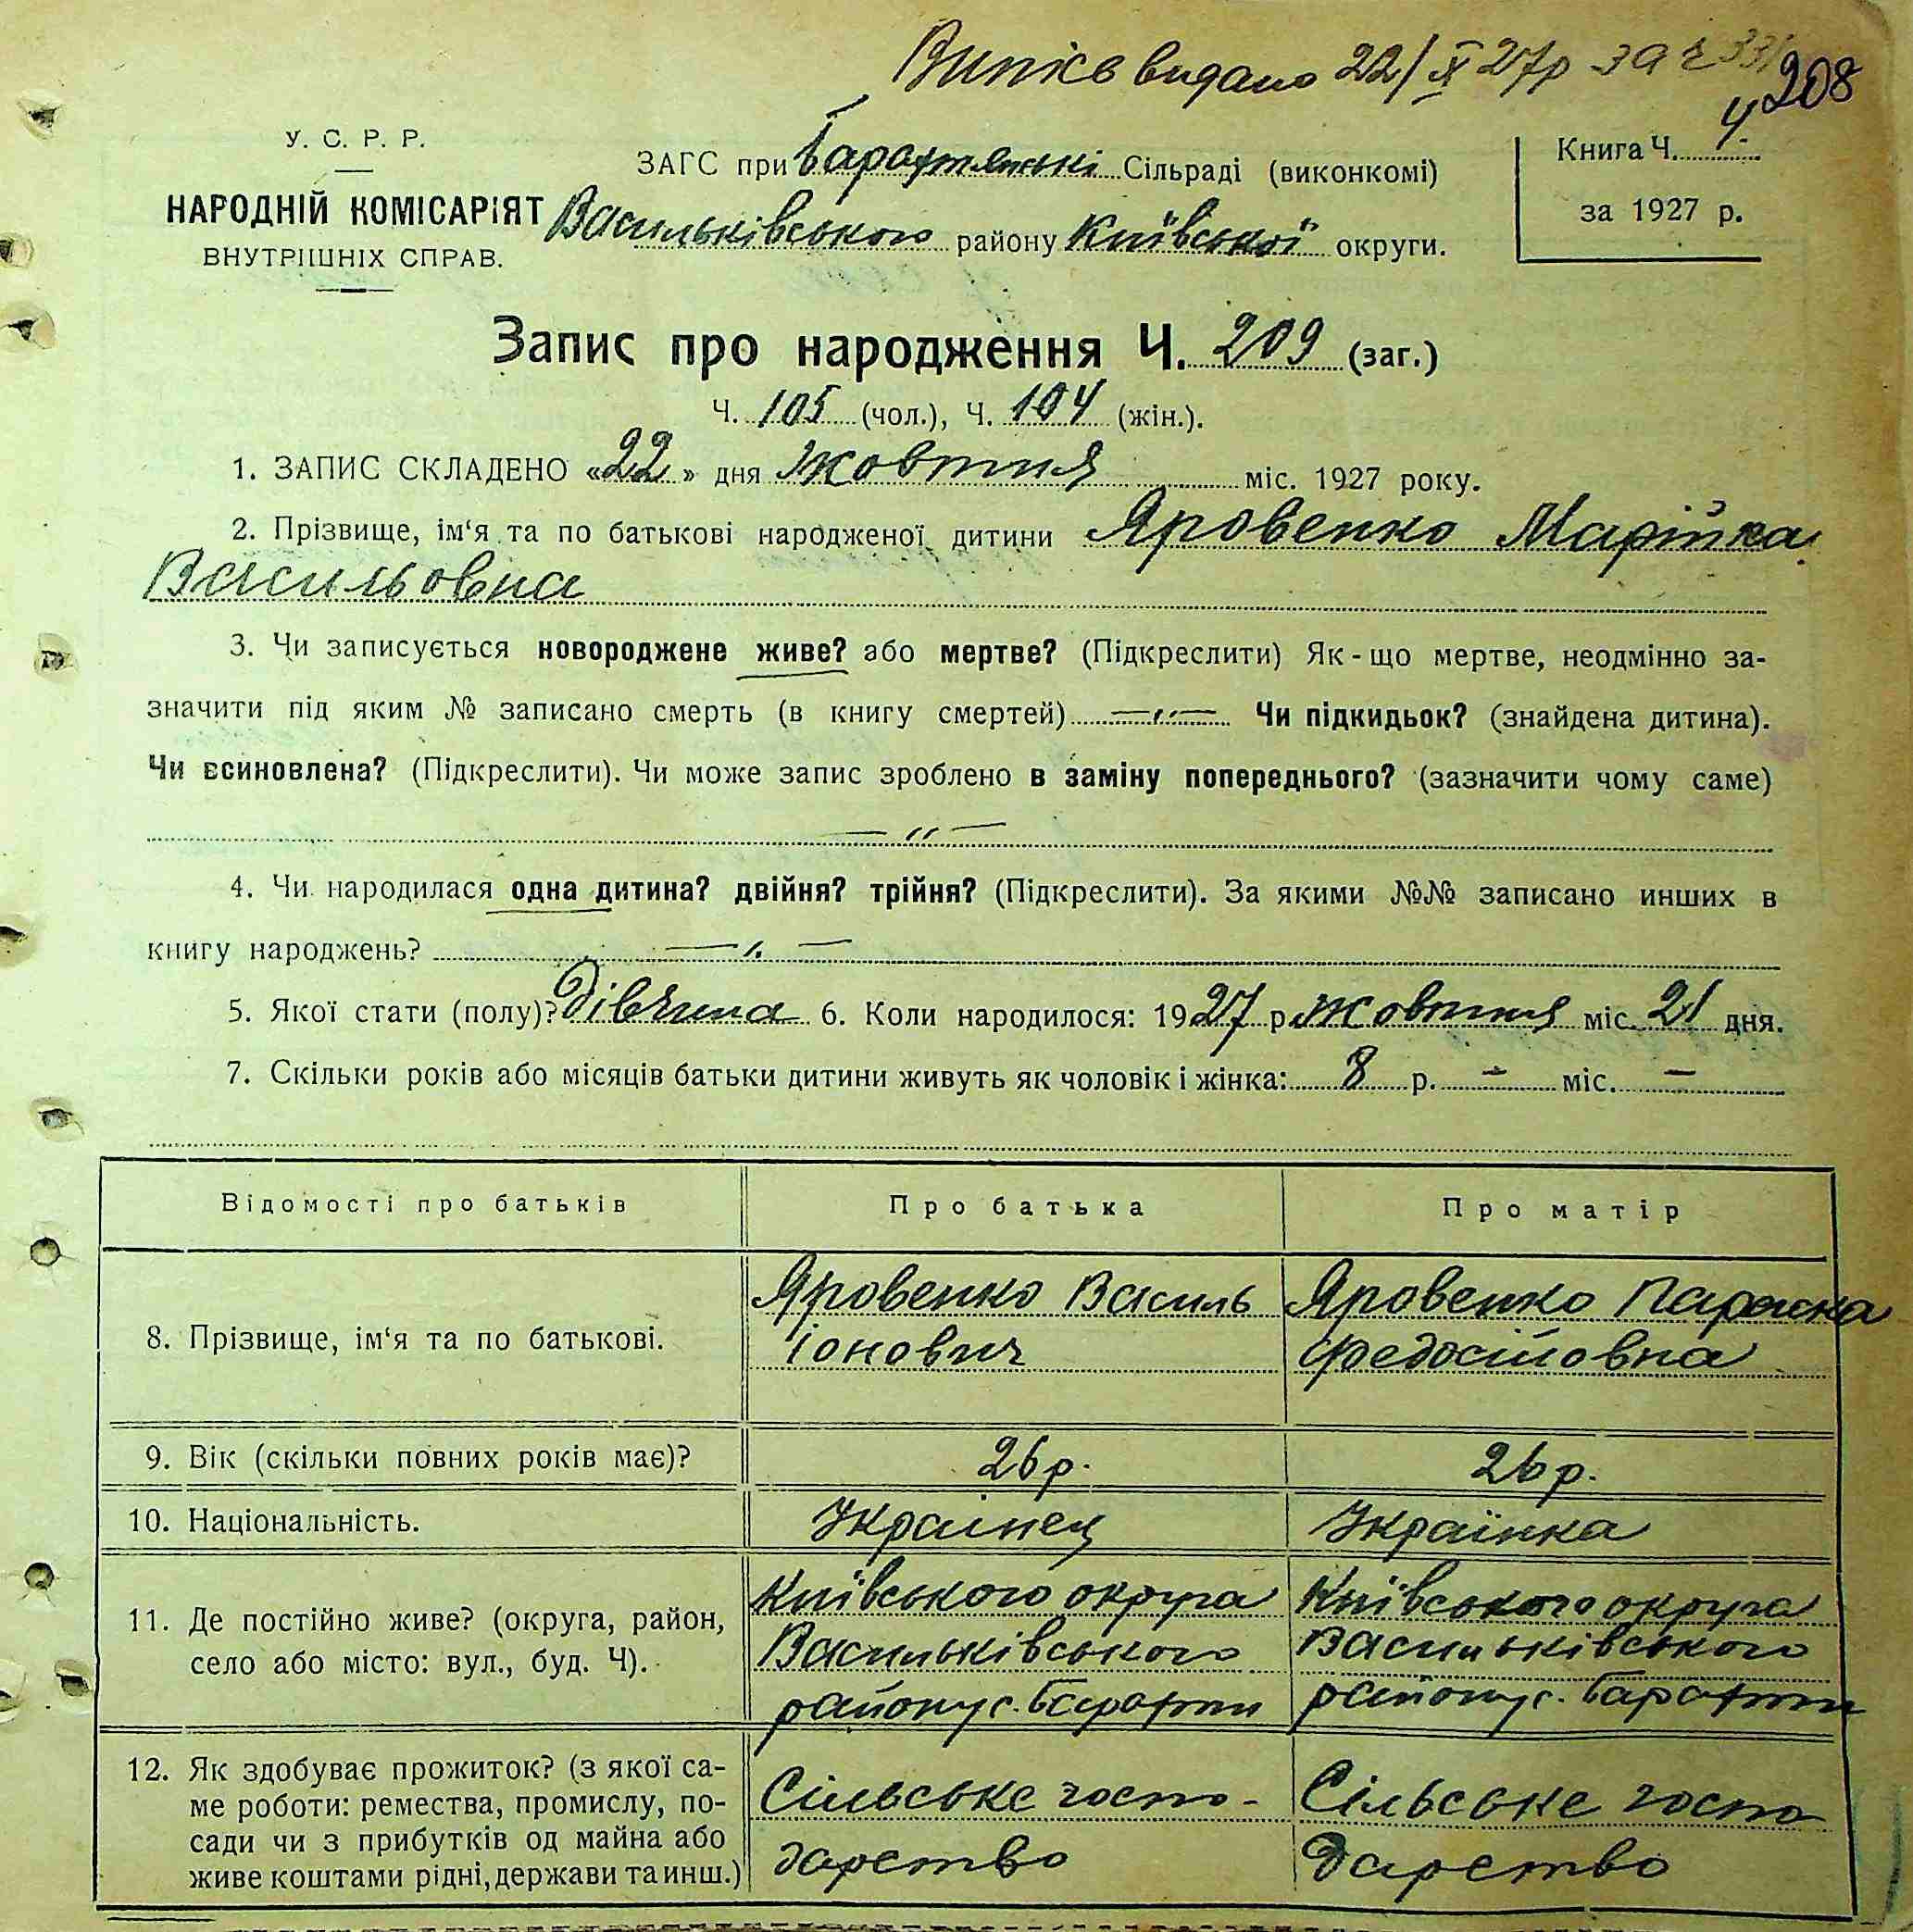 Випісь видано 22/X 27р за ч 331
208
У. С. Р. Р.
НАРОДНІЙ КОМІСАРІЯТ
ВНУТРІШНІХ СПРАВ.
ЗАГС при Барахтянські Сільраді (виконкомі)
Васильківського району Київської округи.
Книга Ч. 4
за 1927 р.
Запис про народження Ч. 209 (заг.)
Ч. 105 (чол.), Ч. 104 (жін.).
1. ЗАПИС СКЛАДЕНО «22» дня жовтня міс. 1927 року.
2. Прізвище, ім‘я та по батькові народженої дитини Яровенко Марійка
Васильовна
3. Чи записується новороджене живе? або мертве? (Підкреслити) Як-що мертве, неодмінно за-
значити під яким № записано смерть (в книгу смертей) —„— Чи підкидьок? (знайдена дитина).
Чи всиновлена? (Підкреслити). Чи може запис зроблено в заміну попереднього? (зазначити чому саме)
—„—
4. Чи народилася одна дитина? двійня? трійня? (Підкреслити). За якими №№ записано инших в
книгу народжень? —„—
5. Якої стати (полу)? дівчина 6. Коли народилося: 1927 р. жовтня міс. 21 дня.
7. Скільки років або місяців батьки дитини живуть як чоловік і жінка: 8 р. — міс. —
Відомості про батьків Про батька Про матір
8. Прізвище, ім‘я та по батькові.
Яровенко Василь
Іонович
Яровенко Параска
Федосійовна
9. Вік (скільки повних років має)? 26 р. 26 р.
10. Національність. Українец Українка
11. Де постійно живе? (округа, район,
село або місто: вул., буд. Ч).
Київського округа
Васильківського
району с. Барахти
Київського округа
Васильківського
району с. Барахти
12. Як здобуває прожиток? (з якої са-
ме роботи: ремества, промислу, по-
сади чи з прибутків од майна або
живе коштами рідні, держави та инш.)
Сільське госпо-
дарство
Сільське госпо
дарство